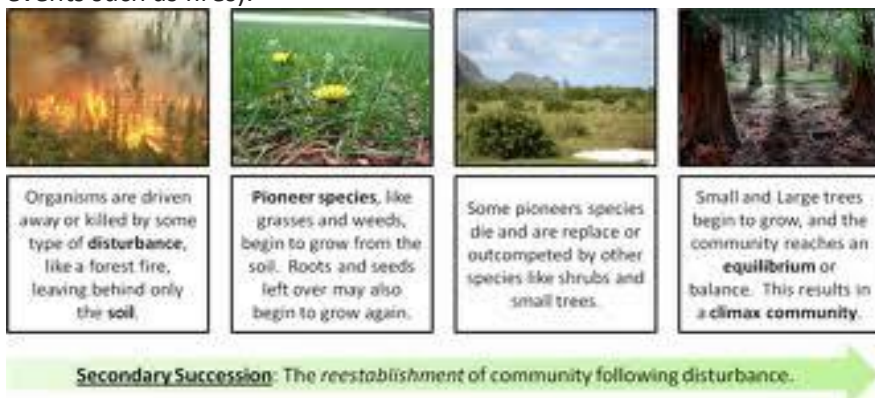 Organisms are driven
away or killed by some
type of disturbance,
like a forest fire,
leaving behind only
the soil.
Pioneer species, like
grasses and weeds,
begin to grow from the
soil. Roots and seeds
left over may also
begin to grow again.
Some pioneers species
die and are replace or
outcompeted by other
species like shrubs and
small trees.
Small and Large trees
begin to grow, and the
community reaches an
equilibrium or
balance. This results in
a climax community.
Secondary Succession: The reestablishment of community following disturbance.